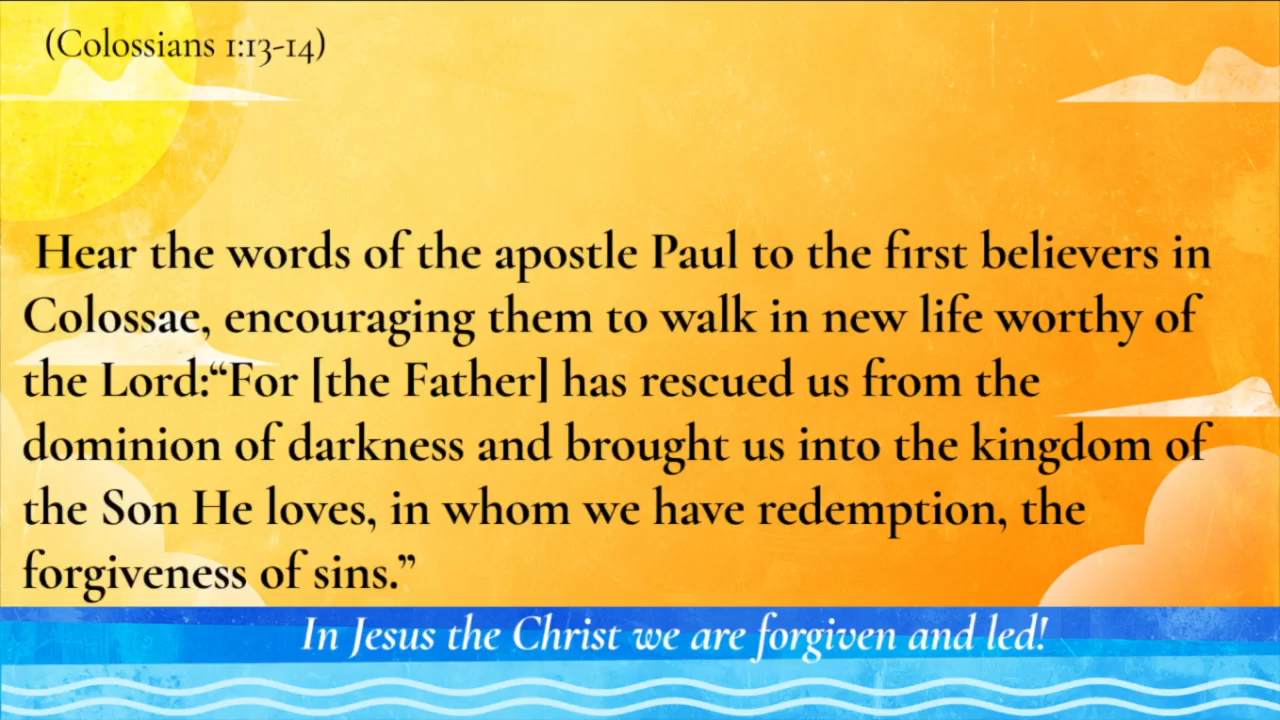 (Colossians 1:13-14)
Hear the words of the apostle Paul to the first believers in
Colossae, encouraging them to walk in new life worthy of
the Lord:“For [the Father] has rescued us from the
dominion of darkness and brought us into the kingdom of
the Son He loves, in whom we have redemption, the
forgiveness of sins.”
In Jesus the Christ we are forgiven and led!